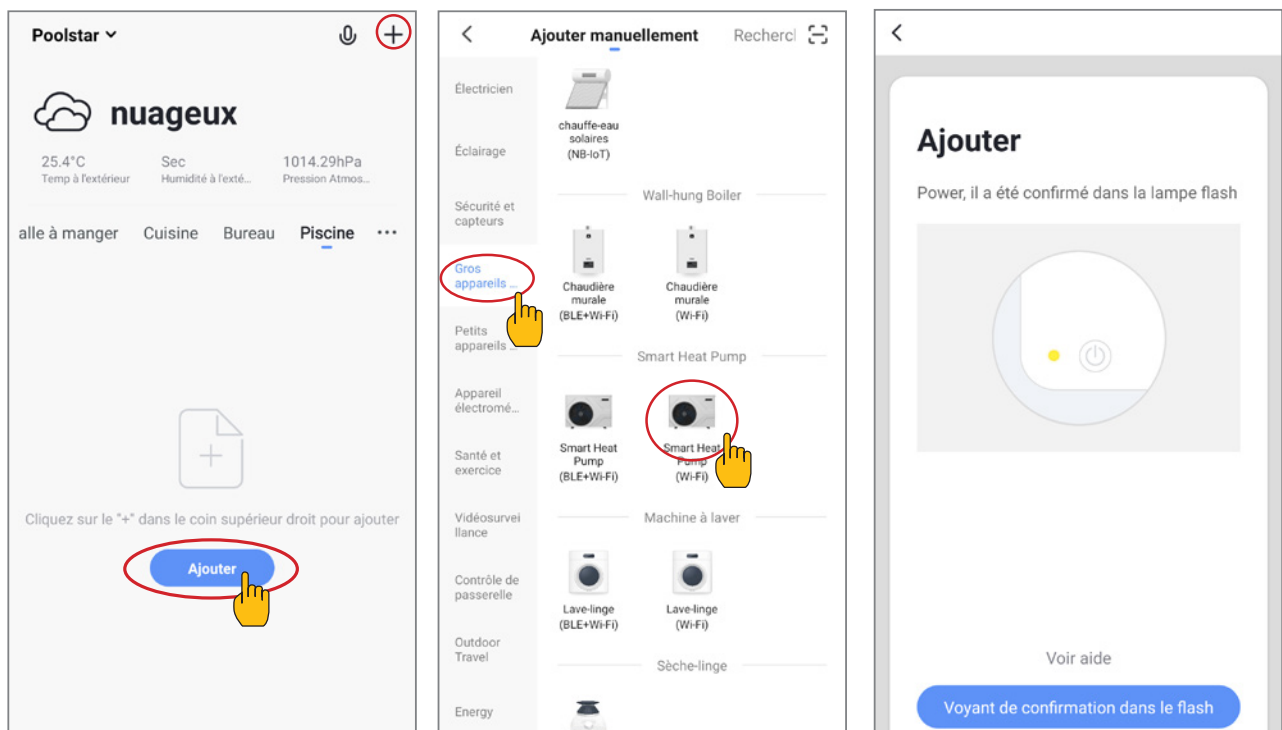 Poolstar
nuageux
25.4°C
Sec
1014.29hPa
Temp à l'extérieur
Humidité à l'exté...
Pression Atmos...
alle à manger
Cuisine
Bureau
Piscine
Cliquez sur le "+" dans le coin supérieur droit pour ajouter
Ajouter
Ajouter manuellement
Recherc
Électricien
Éclairage
Sécurité et
capteurs
Gros
appareils ...
Petits
appareils ...
Appareil
électromé...
Santé et
exercice
Vidéosurvei
llance
Contrôle de
passerelle
Outdoor
Travel
Energy
chauffe-eau
solaires
(NB-IoT)
Wall-hung Boiler
Chaudière
murale
(BLE+Wi-Fi)
Chaudière
murale
(Wi-Fi)
Smart Heat Pump
Smart Heat
Pump
(BLE+Wi-Fi)
Smart Heat
Pump
(Wi-Fi)
Machine à laver
Lave-linge
(BLE+Wi-Fi)
Lave-linge
(Wi-Fi)
Sèche-linge
Ajouter
Power, il a été confirmé dans la lampe flash
Voir aide
Voyant de confirmation dans le flash